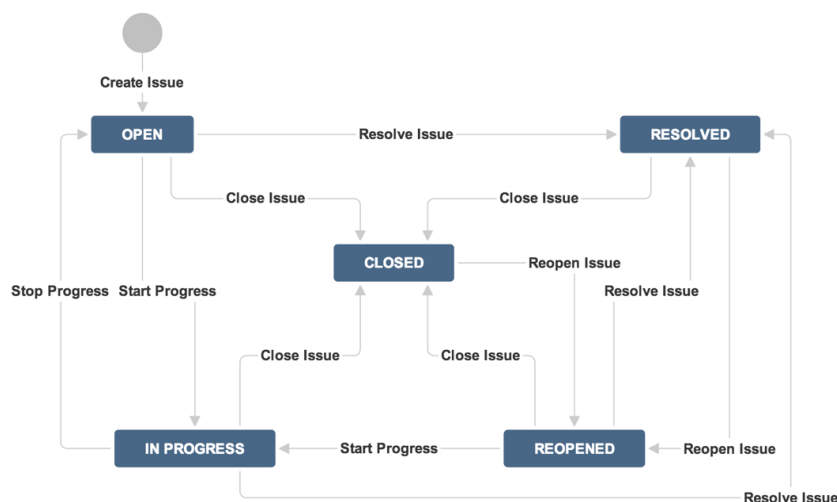 Create Issue
OPEN
Resolve Issue
RESOLVED
Close Issue
Close Issue
CLOSED
Reopen Issue
Stop Progress
Start Progress
Resolve Issue
Close Issue
Close Issue
IN PROGRESS
Start Progress
REOPENED
Reopen Issue
Resolve Issue